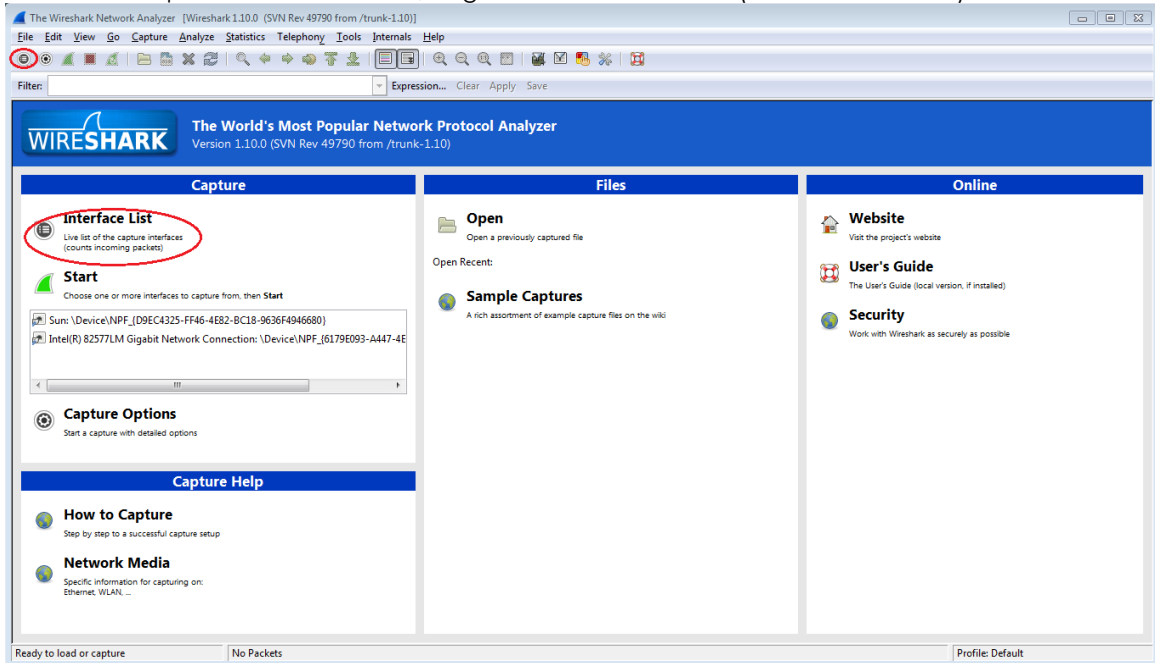 The Wireshark Network Analyzer [Wireshark 1.10.0 (SVN Rev 49790 from /trunk-1.10)]
File Edit View Go Capture Analyze Statistics Telephony Tools Internals Help
Filter: Expression... Clear Apply Save
WIRESHARK
The World's Most Popular Network Protocol Analyzer
Version 1.10.0 (SVN Rev 49790 from /trunk-1.10)
Capture
Interface List
Live list of the capture interfaces
(counts incoming packets)
Start
Choose one or more interfaces to capture from, then Start
Sun: \Device\NPF_{D9EC4325-FF46-4E82-BC18-9636F4946680}
Intel(R) 82577LM Gigabit Network Connection: \Device\NPF_{6179E093-A447-4E
Capture Options
Start a capture with detailed options
Capture Help
How to Capture
Step by step to a successful capture setup
Network Media
Specific information for capturing on:
Ethernet, WLAN, ...
Files
Open
Open a previously captured file
Open Recent:
Sample Captures
A rich assortment of example capture files on the wiki
Online
Website
Visit the project's website
User's Guide
The User's Guide (local version, if installed)
Security
Work with Wireshark as securely as possible
Ready to load or capture
No Packets
Profile: Default